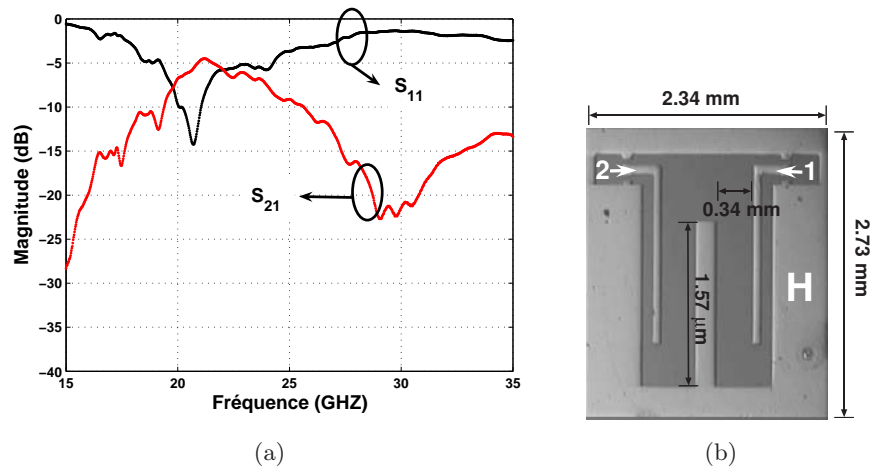 0
−5
−10
−15
−20
−25
−30
−35
−40
Magnitude (dB)
15
20
25
30
35
Fréquence (GHZ)
S11
S21
(a)
2.34 mm
2
1
0.34 mm
1.57 µm
H
2.73 mm
(b)